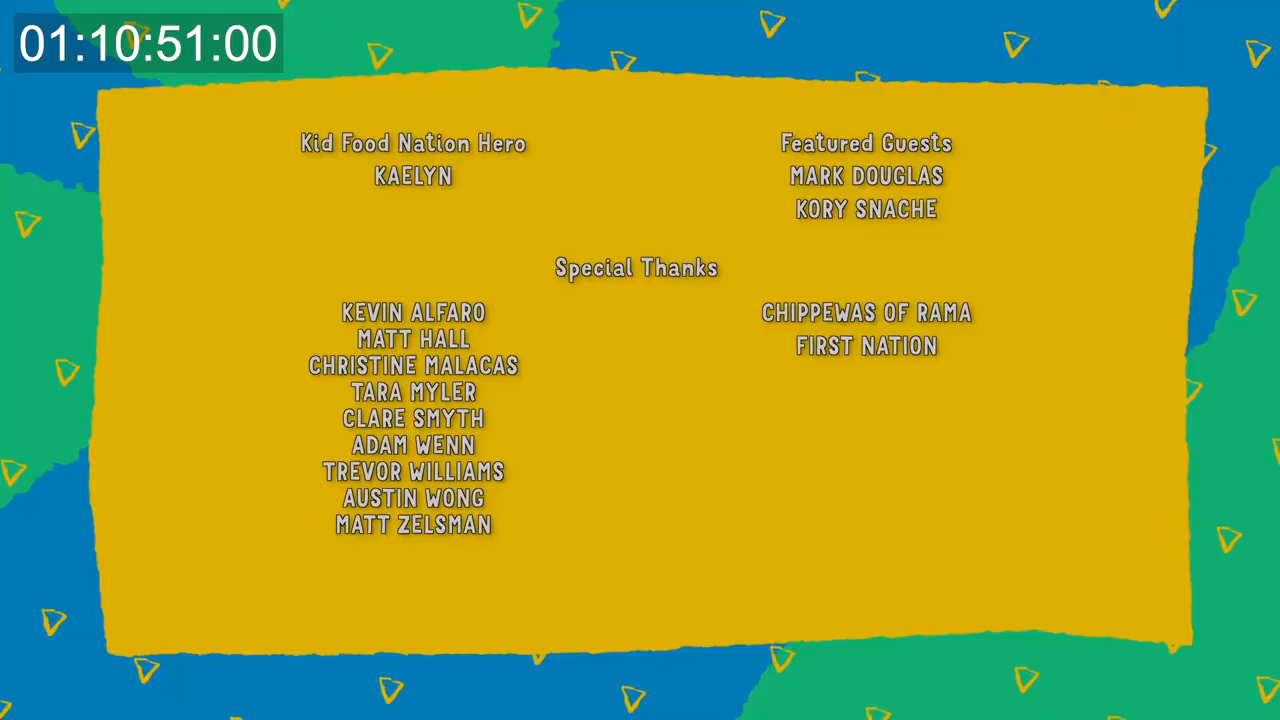 01:10:51:00
Kid Food Nation Hero
KAELYN
Featured Guests
MARK DOUGLAS
KORY SNACHE
Special Thanks
KEVIN ALFARO
MATT HALL
CHRISTINE MALACAS
TARA MYLER
CLARE SMYTH
ADAM WENN
TREVOR WILLIAMS
AUSTIN WONG
MATT ZELSMAN
CHIPPEWAS OF RAMA
FIRST NATION